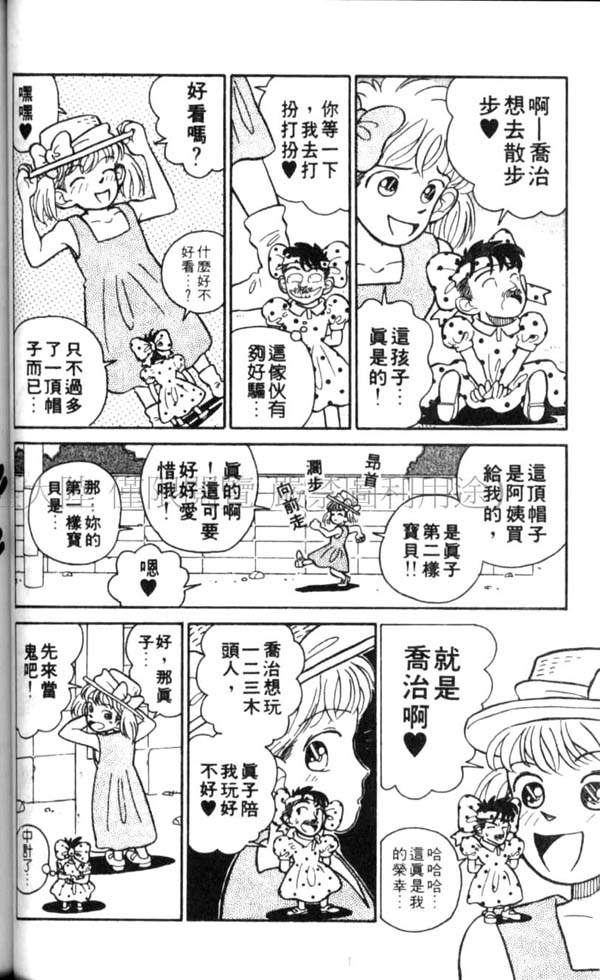 啊—喬治
想去散步
步♥
這孩子…
真是的！
你等一下
，我去打
扮打扮♥
這傢伙有
夠好騙…
好看嗎？
嘿嘿♥
什麼好不
好看…？
只不過多
了一頂帽
子而已…
這頂帽子
是阿姨買
給我的，
是眞子
第二樣
寶貝!!
昂首
濶步
向前走
眞的啊
！這可要
好好愛
惜哦！
那…妳的
第一樣寶
貝是…
嗯♥
就是
喬治啊
♥
哈哈哈…
這眞是我
的榮幸…
喬治想玩
一二三木
頭人，
眞子陪
我玩好
不好♥
好，那眞
子…
先來當
鬼吧！
中計了…